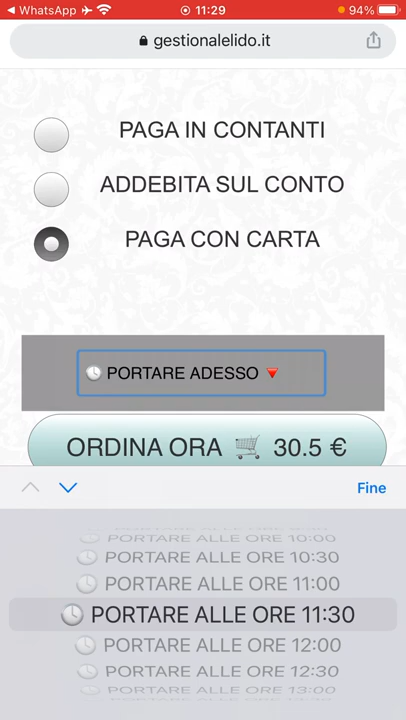 WhatsApp 11:29 94%
gestionalelido.it
PAGA IN CONTANTI
ADDEBITA SUL CONTO
PAGA CON CARTA
PORTARE ADESSO
ORDINA ORA 30.5 €
Fine
PORTARE ALLE ORE 10:00
PORTARE ALLE ORE 10:30
PORTARE ALLE ORE 11:00
PORTARE ALLE ORE 11:30
PORTARE ALLE ORE 12:00
PORTARE ALLE ORE 12:30
PORTARE ALLE ORE 13:00